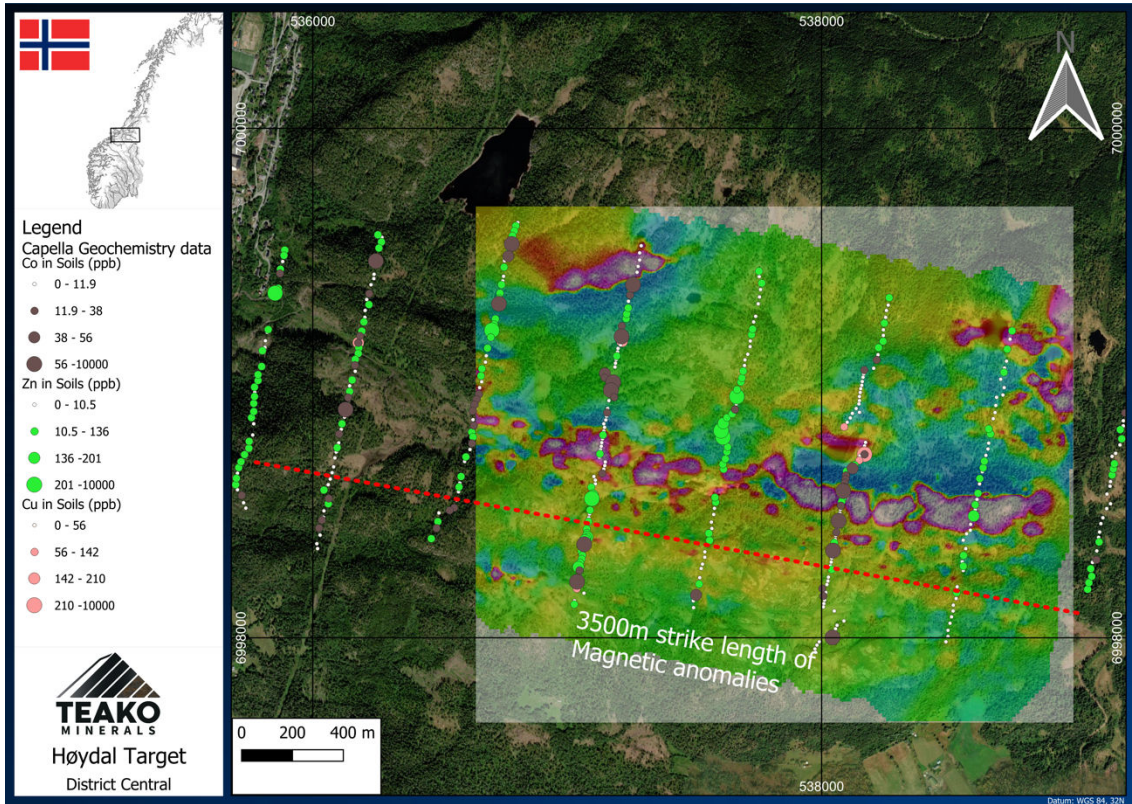 536000
538000
N
7000000
7000000
Legend
Capella Geochemistry data
Co in Soils (ppb)
0 - 11.9
11.9 - 38
38 - 56
56 -10000
Zn in Soils (ppb)
0 - 10.5
10.5 - 136
136 -201
201 -10000
Cu in Soils (ppb)
0 - 56
56 - 142
142 - 210
210 -10000
6998000
6998000
3500m strike length of
Magnetic anomalies
TEAKO
MINERALS
Høydal Target
District Central
0 200 400 m
538000
Datum: WGS 84, 32N